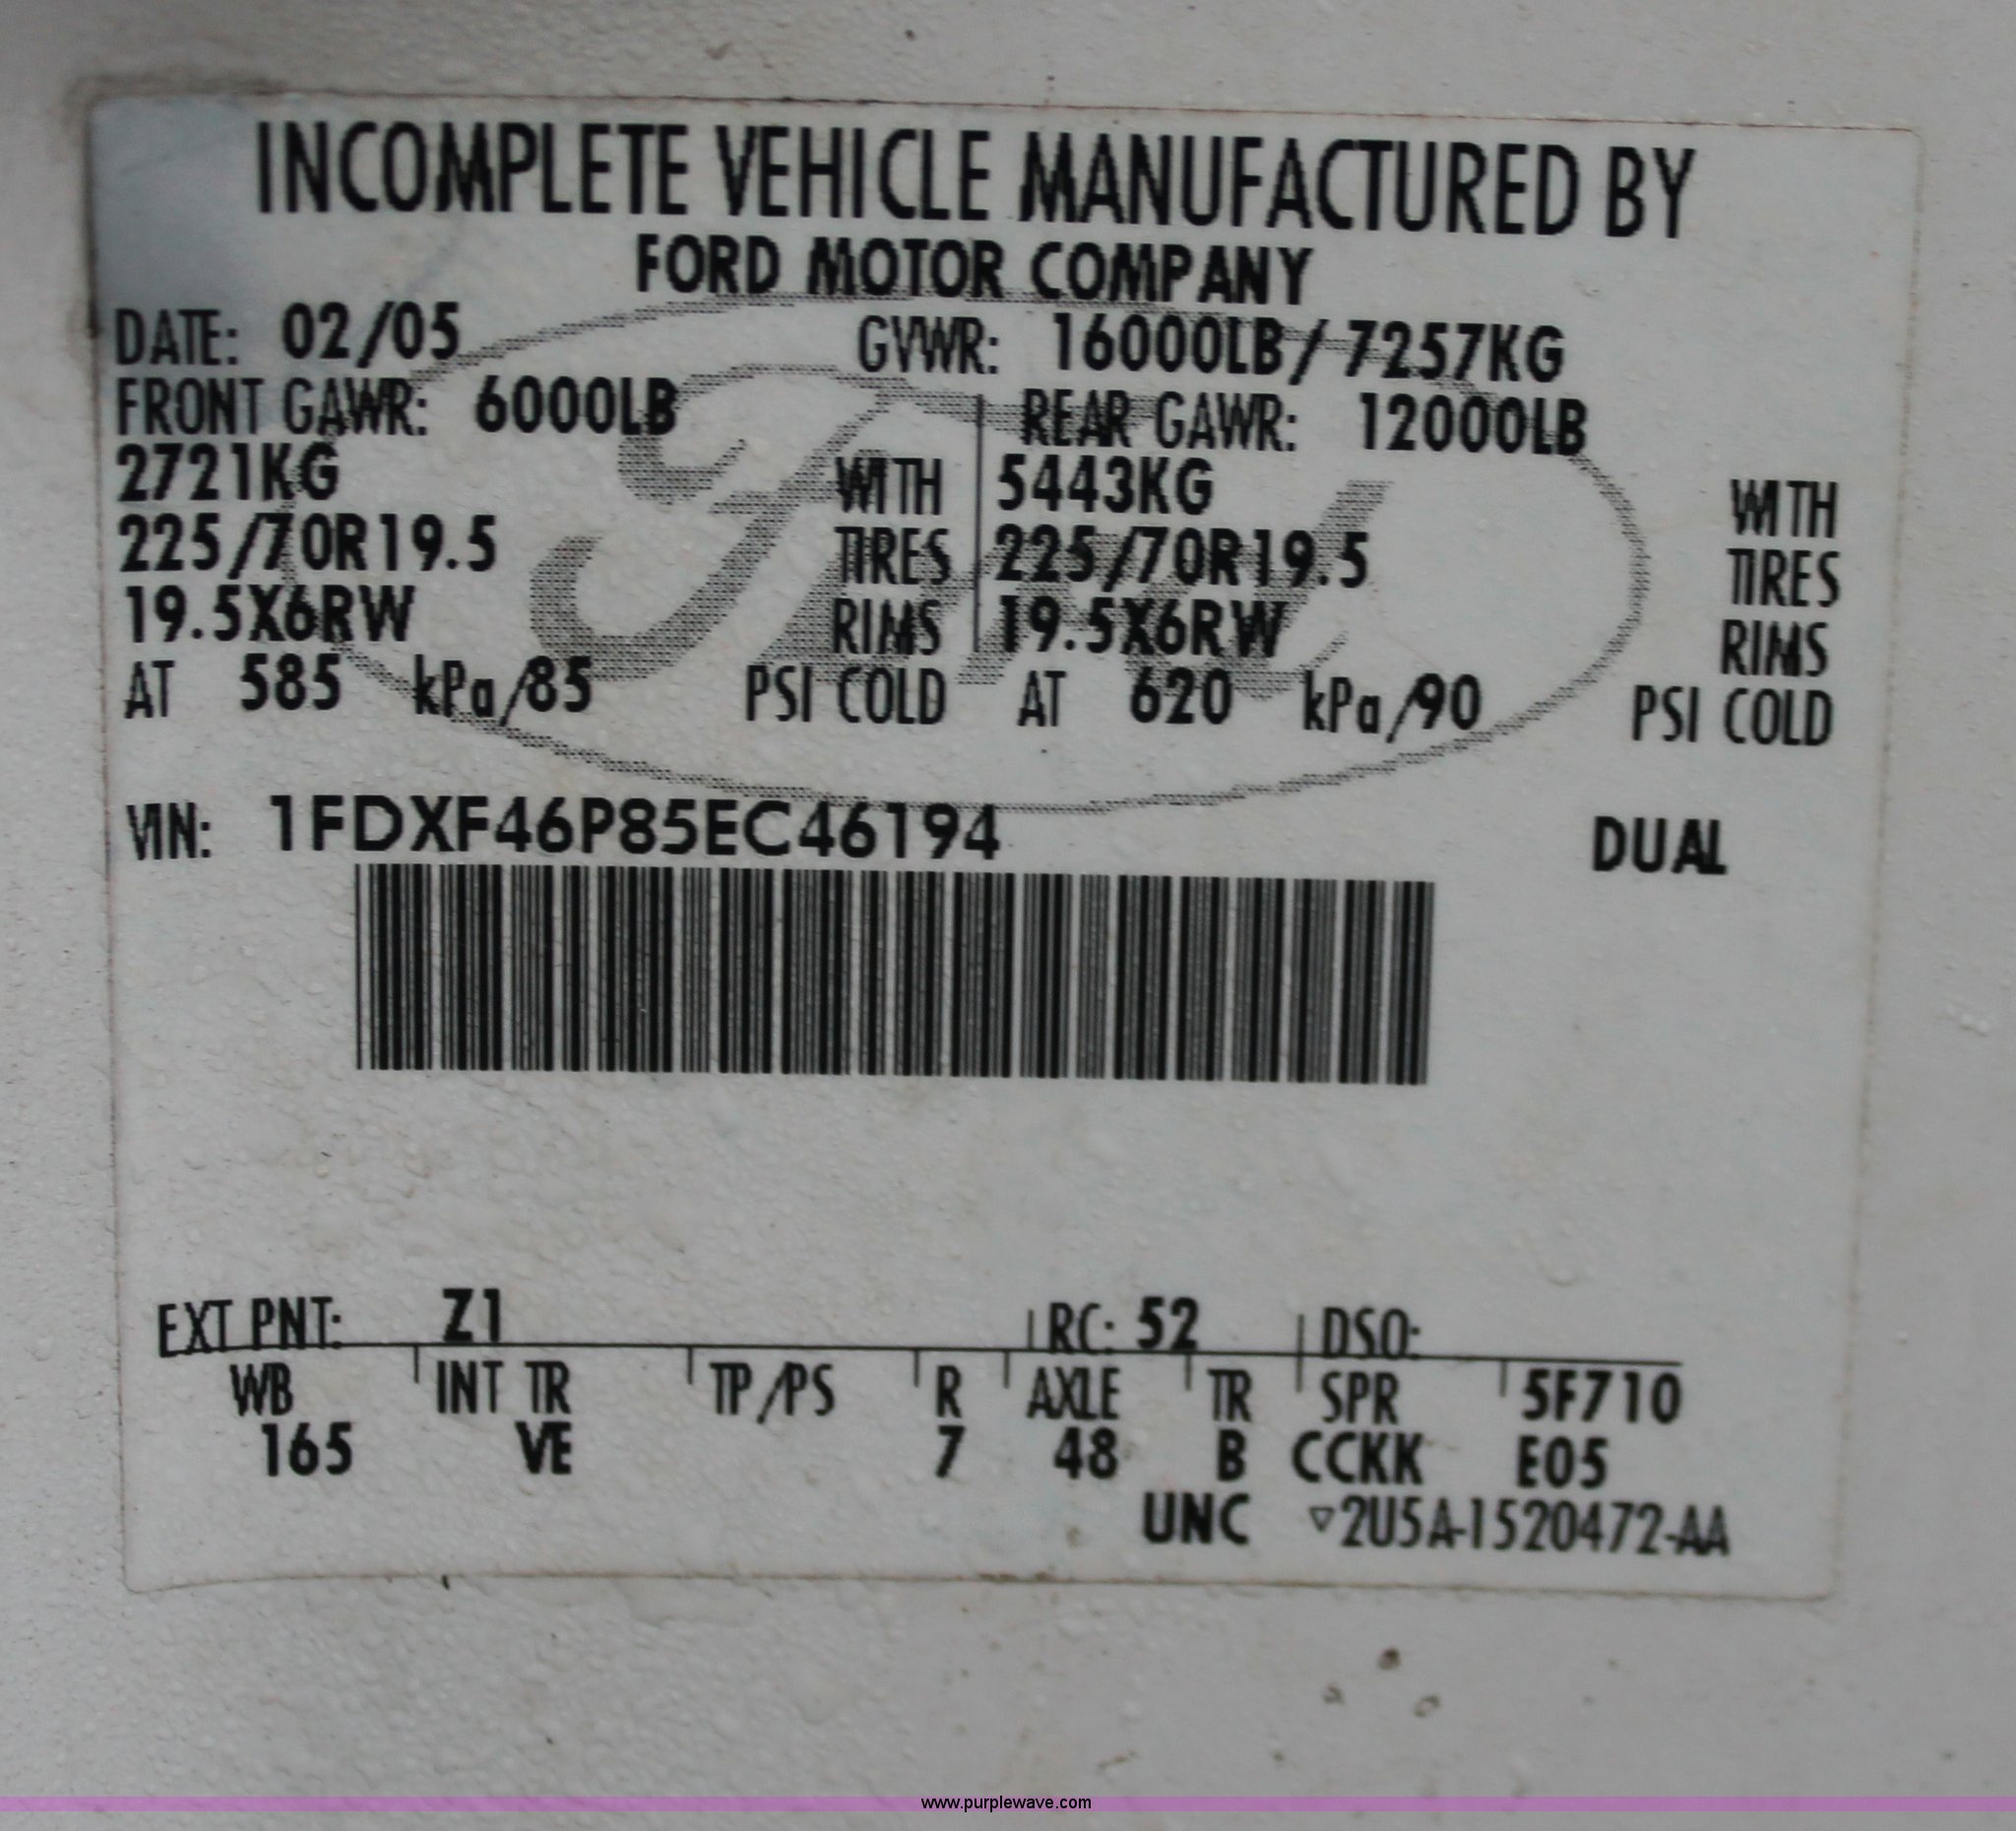 INCOMPLETE VEHICLE MANUFACTURED BY
FORD MOTOR COMPANY
DATE: 02/05 GVWR: 16000LB/7257KG
FRONT GAWR: 6000LB REAR GAWR: 12000LB
2721KG WITH 5443KG WITH
225/70R19.5 TIRES 225/70R19.5 TIRES
19.5X6RW RIMS 19.5X6RW RIMS
AT 585 kPa/85 PSI COLD AT 620 kPa/90 PSI COLD
VIN: 1FDXF46P85EC46194 DUAL
EXT PNT: Z1 RC: 52 DSO:
WB INT TR TP/PS R AXLE TR SPR 5F710
165 VE 7 48 B CCKK E05
UNC ▽2U5A-1520472-AA
www.purplewave.com